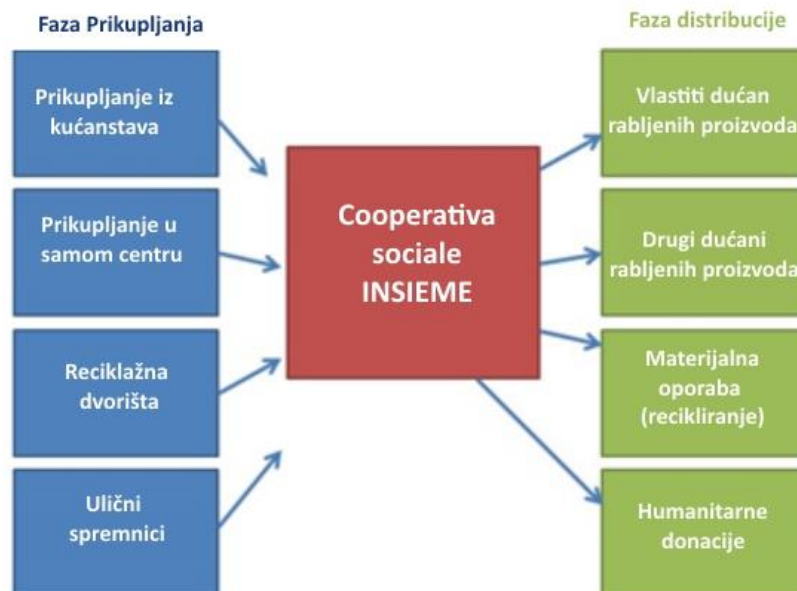 Faza Prikupljanja
Prikupljanje iz
kućanstava
Prikupljanje u
samom centru
Reciklažna
dvorišta
Ulični
spremnici
Cooperativa
sociale
INSIEME
Faza distribucije
Vlastiti dućan
rabljenih proizvoda
Drugi dućani
rabljenih proizvoda
Materijalna
oporaba
(recikliranje)
Humanitarne
donacije